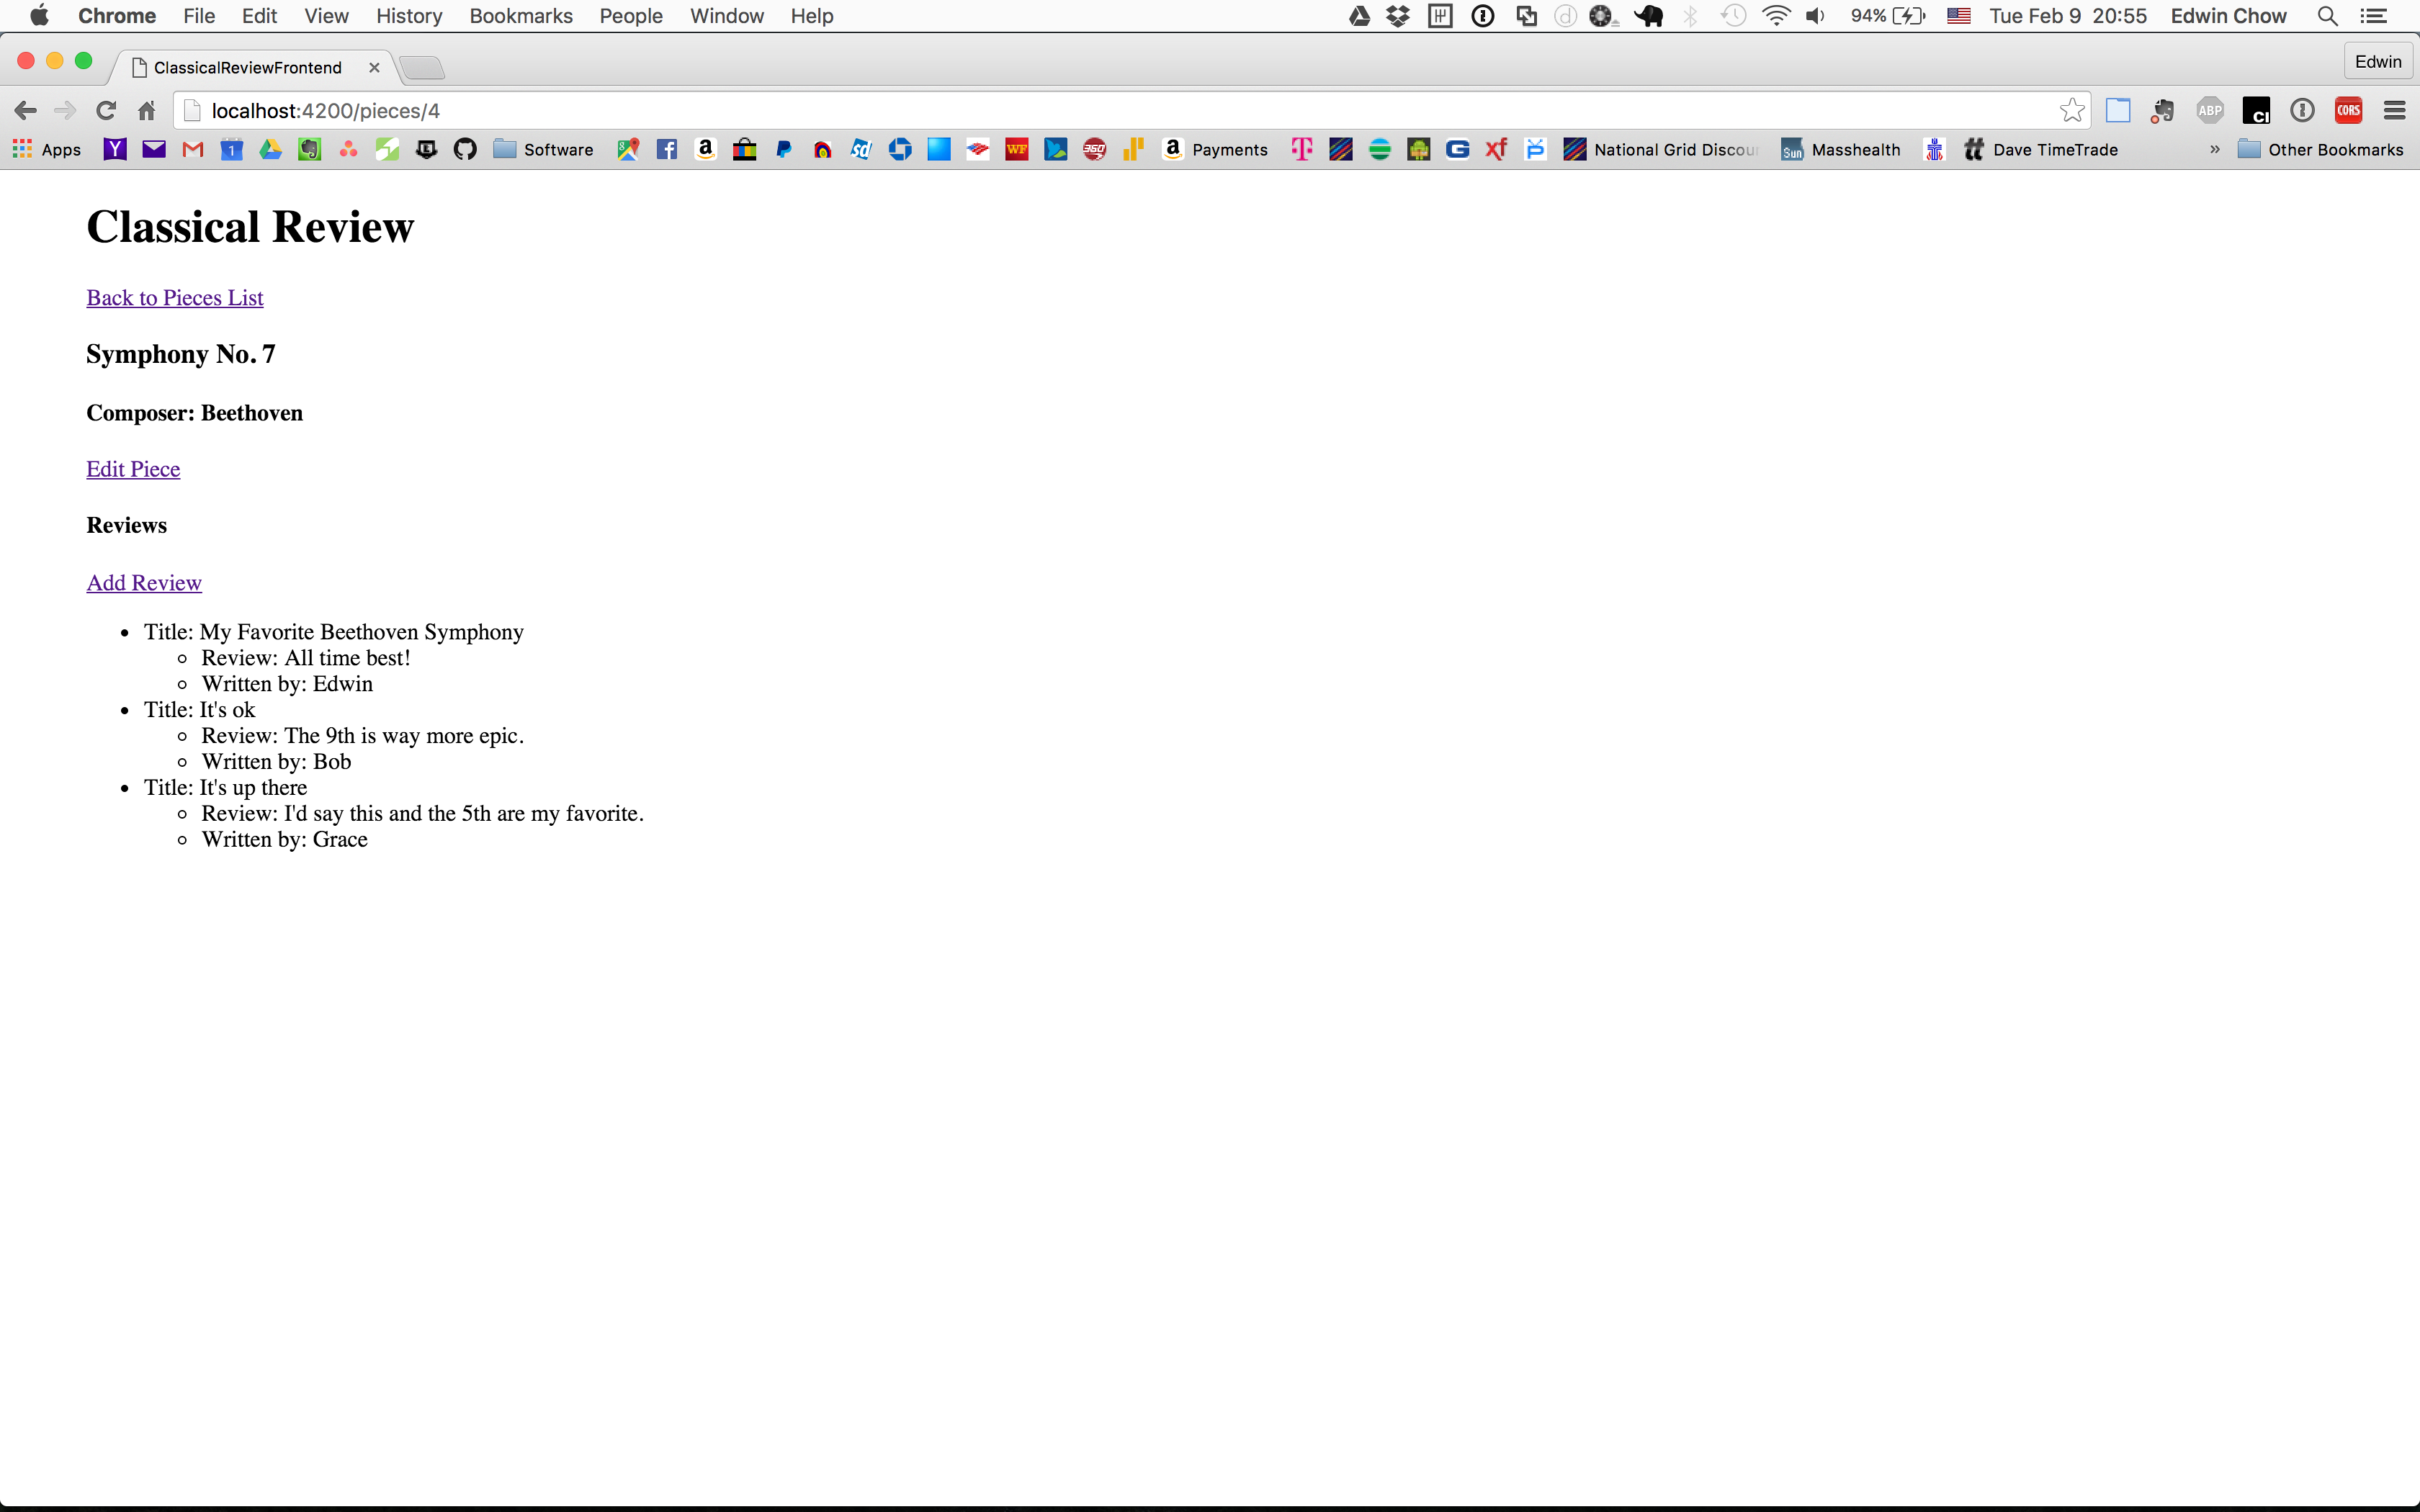 Chrome File Edit View History Bookmarks People Window Help 94% Tue Feb 9 20:55 Edwin Chow
ClassicalReviewFrontend Edwin
localhost:4200/pieces/4 ABP CI CORS
Apps Software Payments National Grid Discou Masshealth Dave TimeTrade » Other Bookmarks
Classical Review
Back to Pieces List
Symphony No. 7
Composer: Beethoven
Edit Piece
Reviews
Add Review
Title: My Favorite Beethoven Symphony
Review: All time best!
Written by: Edwin
Title: It's ok
Review: The 9th is way more epic.
Written by: Bob
Title: It's up there
Review: I'd say this and the 5th are my favorite.
Written by: Grace